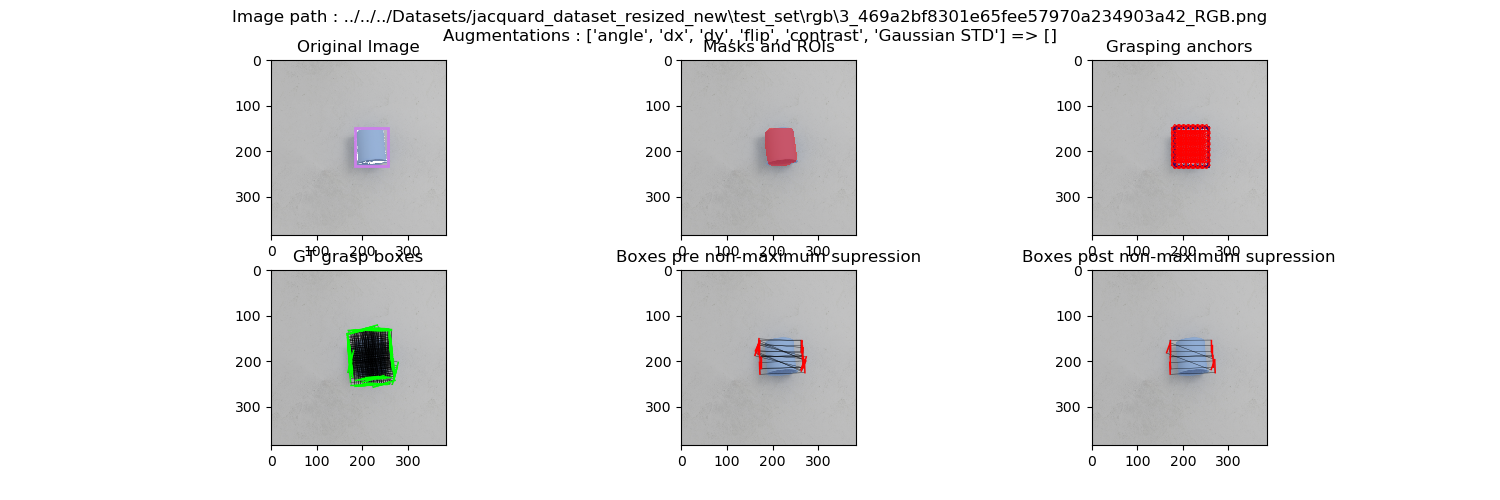 Image path : ../../../Datasets/jacquard_dataset_resized_new\test_set\rgb\3_469a2bf8301e65fee57970a234903a42_RGB.png
Augmentations : ['angle', 'dx', 'dy', 'flip', 'contrast', 'Gaussian STD'] => []
Original Image
Masks and ROIs
Grasping anchors
0 0 0
100 100 100
200 200 200
300 300 300
0 100 200 300 0 100 200 300 0 100 200 300
GT grasp boxes
Boxes pre non-maximum supression
Boxes post non-maximum supression
0 0 0
100 100 100
200 200 200
300 300 300
0 100 200 300 0 100 200 300 0 100 200 300